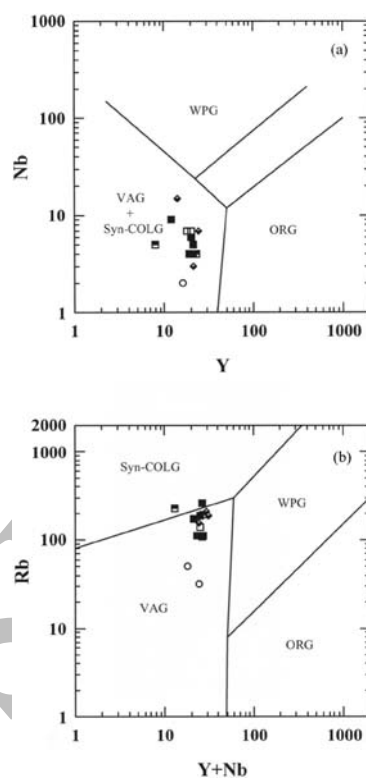 1000
(a)
WPG
100
Nb
VAG
+
Syn-COLG
10
ORG
1
1 10 100 1000
Y
2000
1000
Syn-COLG
(b)
WPG
100
Rb
VAG
10
ORG
1
1 10 100 1000
Y+Nb